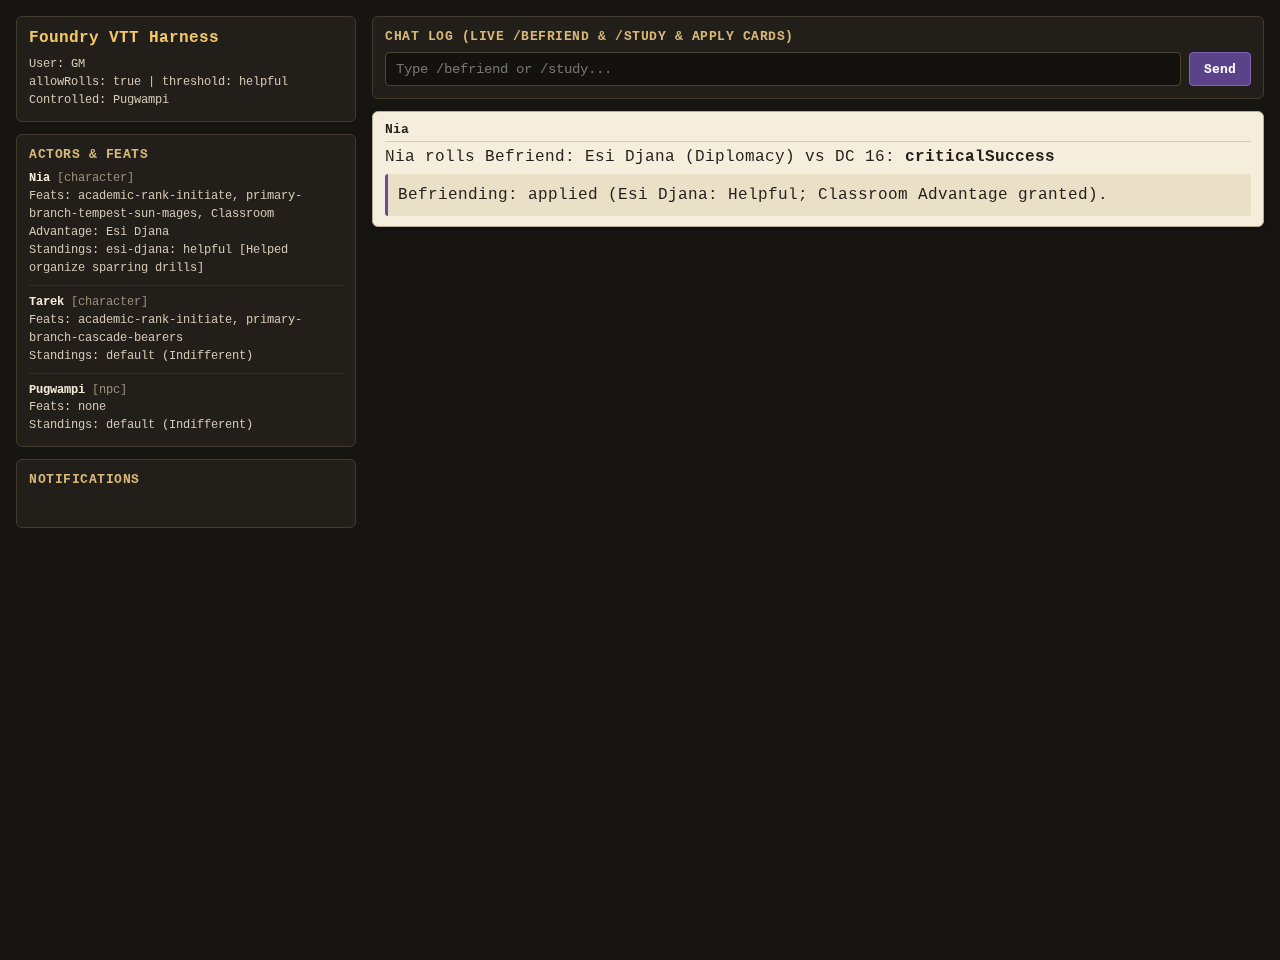 Foundry VTT Harness
User: GM
allowRolls: true | threshold: helpful
Controlled: Pugwampi
ACTORS & FEATS
Nia [character]
Feats: academic-rank-initiate, primary-
branch-tempest-sun-mages, Classroom
Advantage: Esi Djana
Standings: esi-djana: helpful [Helped
organize sparring drills]
Tarek [character]
Feats: academic-rank-initiate, primary-
branch-cascade-bearers
Standings: default (Indifferent)
Pugwampi [npc]
Feats: none
Standings: default (Indifferent)
NOTIFICATIONS
CHAT LOG (LIVE /BEFRIEND & /STUDY & APPLY CARDS)
Type /befriend or /study...
Send
Nia
Nia rolls Befriend: Esi Djana (Diplomacy) vs DC 16: criticalSuccess
Befriending: applied (Esi Djana: Helpful; Classroom Advantage granted).